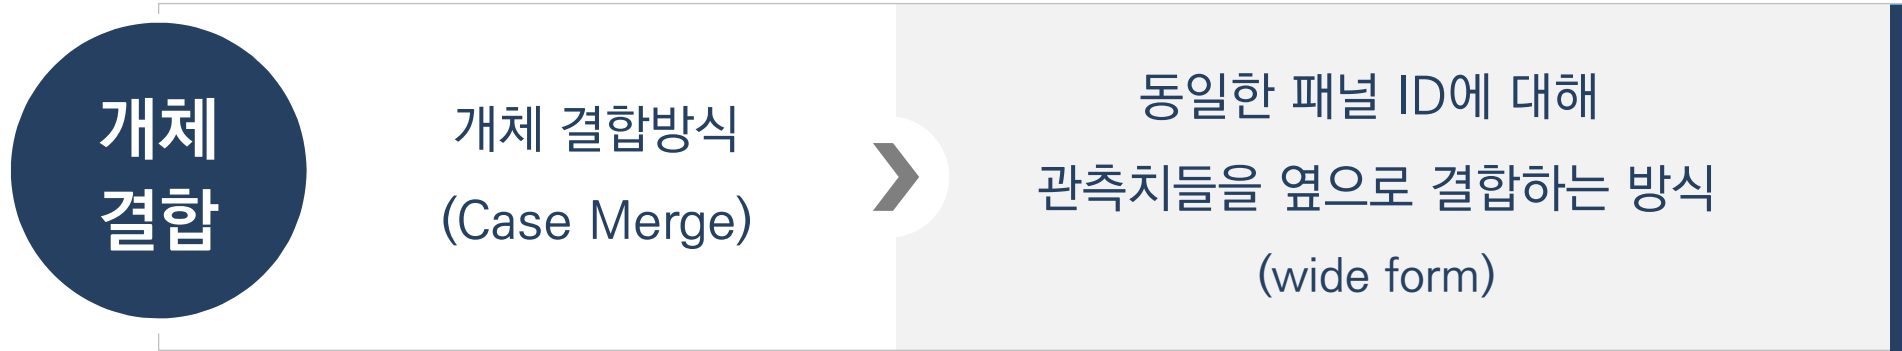 개체
결합
개체 결합방식
(Case Merge)
동일한 패널 ID에 대해
관측치들을 옆으로 결합하는 방식
(wide form)